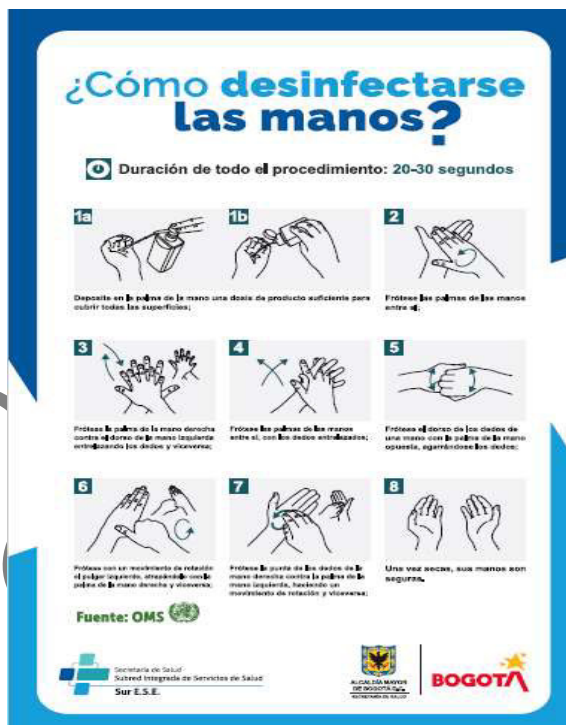 ¿Cómo desinfectarse
las manos?
Duración de todo el procedimiento: 20-30 segundos
1a
1b
2
Deposite en la palma de la mano una dosis de producto suficiente para
cubrir todas las superficies;
Frótese las palmas de las manos
entre sí;
3
4
5
Frótese la palma de la mano derecha
contra el dorso de la mano izquierda
entrelazando los dedos y viceversa;
Frótese las palmas de las manos
entre sí, con los dedos entrelazados;
Frótese el dorso de los dedos de
una mano con la palma de la mano
opuesta, agarrándose los dedos;
6
7
8
Frótese con un movimiento de rotación
el pulgar izquierdo, atrapándolo con la
palma de la mano derecha y viceversa;
Frótese la punta de los dedos de la
mano derecha contra la palma de la
mano izquierda, haciendo un
movimiento de rotación y viceversa;
Una vez secas, sus manos son
seguras.
Fuente: OMS
Secretaría de Salud
Subred Integrada de Servicios de Salud
Sur E.S.E.
ALCALDÍA MAYOR
DE BOGOTÁ D.C.
SECRETARÍA DE SALUD
BOGOTÁ